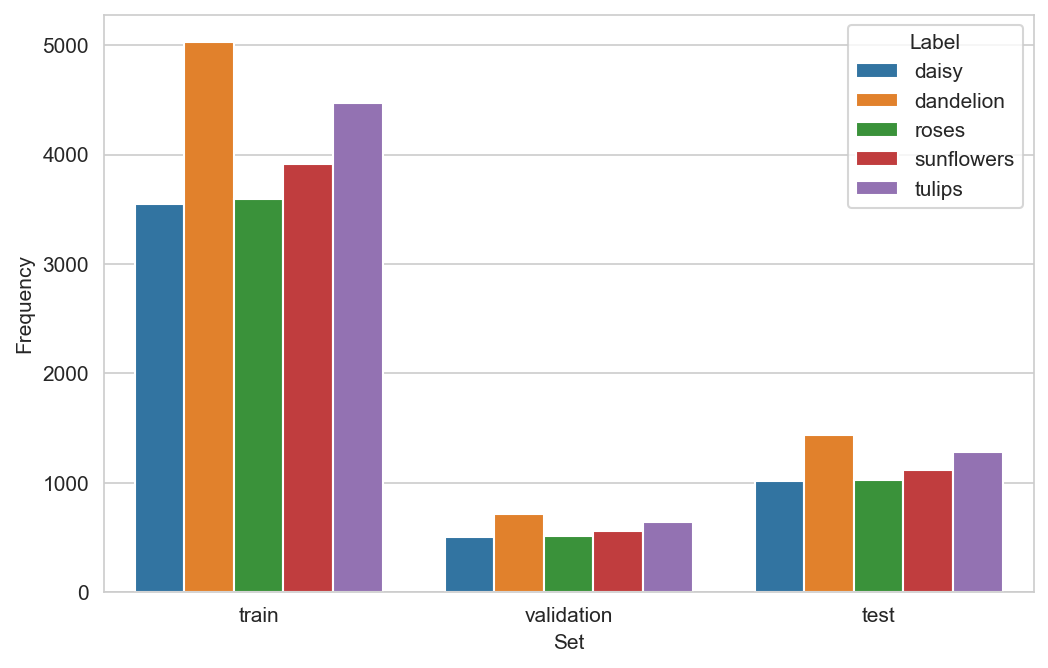 Label
daisy
dandelion
roses
sunflowers
tulips
5000
4000
3000
2000
1000
0
Frequency
train
validation
test
Set